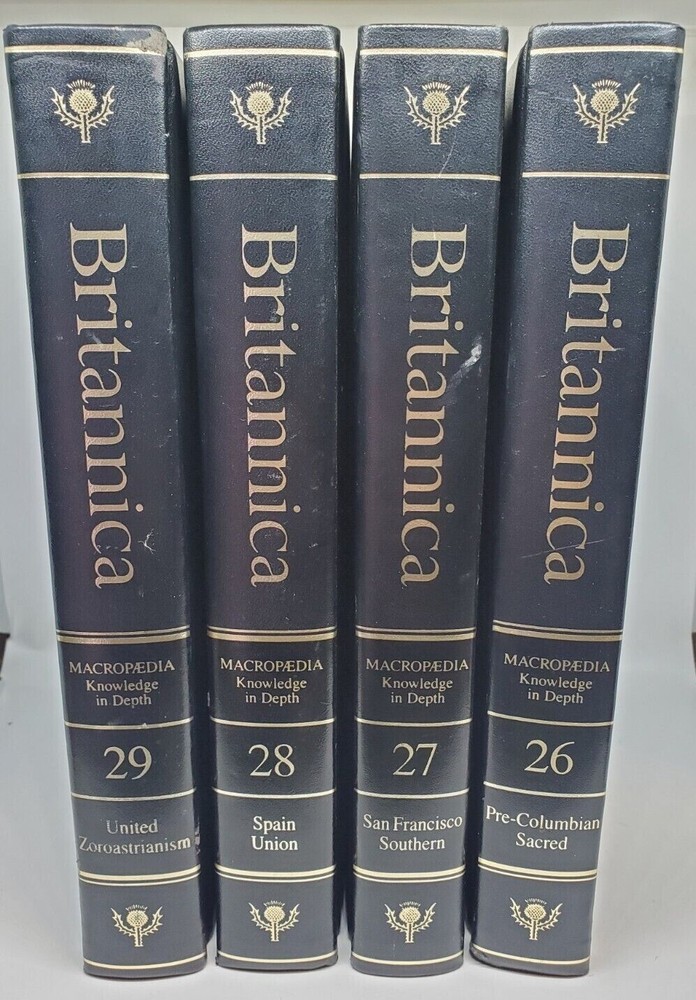 Britannica
MACROPÆDIA
Knowledge
in Depth
29
United
Zoroastrianism
Britannica
MACROPÆDIA
Knowledge
in Depth
28
Spain
Union
Britannica
MACROPÆDIA
Knowledge
in Depth
27
San Francisco
Southern
Britannica
MACROPÆDIA
Knowledge
in Depth
26
Pre-Columbian
Sacred